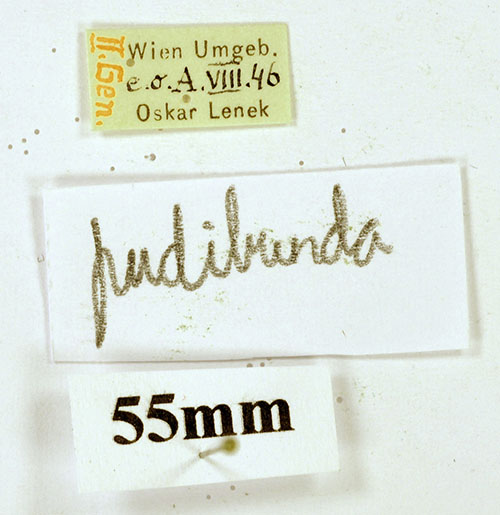 II. Gen.
Wien Umgeb.
e.o.A.VIII.46
Oskar Lenek
pudibunda
55mm